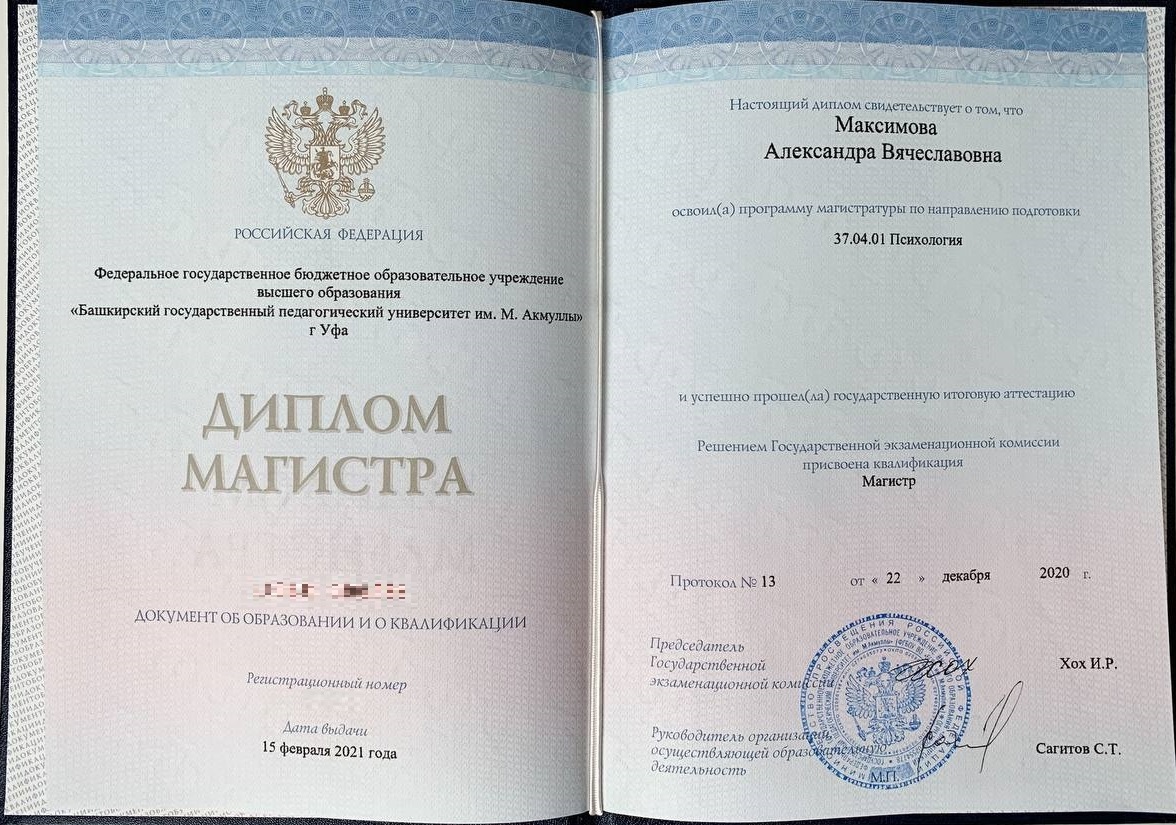 РОССИЙСКАЯ ФЕДЕРАЦИЯ
Федеральное государственное бюджетное образовательное учреждение
высшего образования
«Башкирский государственный педагогический университет им. М. Акмуллы»
г Уфа
ДИПЛОМ
МАГИСТРА
ДОКУМЕНТ ОБ ОБРАЗОВАНИИ И О КВАЛИФИКАЦИИ
Регистрационный номер
Дата выдачи
15 февраля 2021 года
Настоящий диплом свидетельствует о том, что
Максимова
Александра Вячеславовна
освоил(а) программу магистратуры по направлению подготовки
37.04.01 Психология
и успешно прошел(ла) государственную итоговую аттестацию
Решением Государственной экзаменационной комиссии
присвоена квалификация
Магистр
Протокол № 13 от « 22 » декабря 2020 г.
Председатель
Государственной
экзаменационной комиссии
Хох И.Р.
Руководитель организации,
осуществляющей образовательную
деятельность
Сагитов С.Т.
М.П.